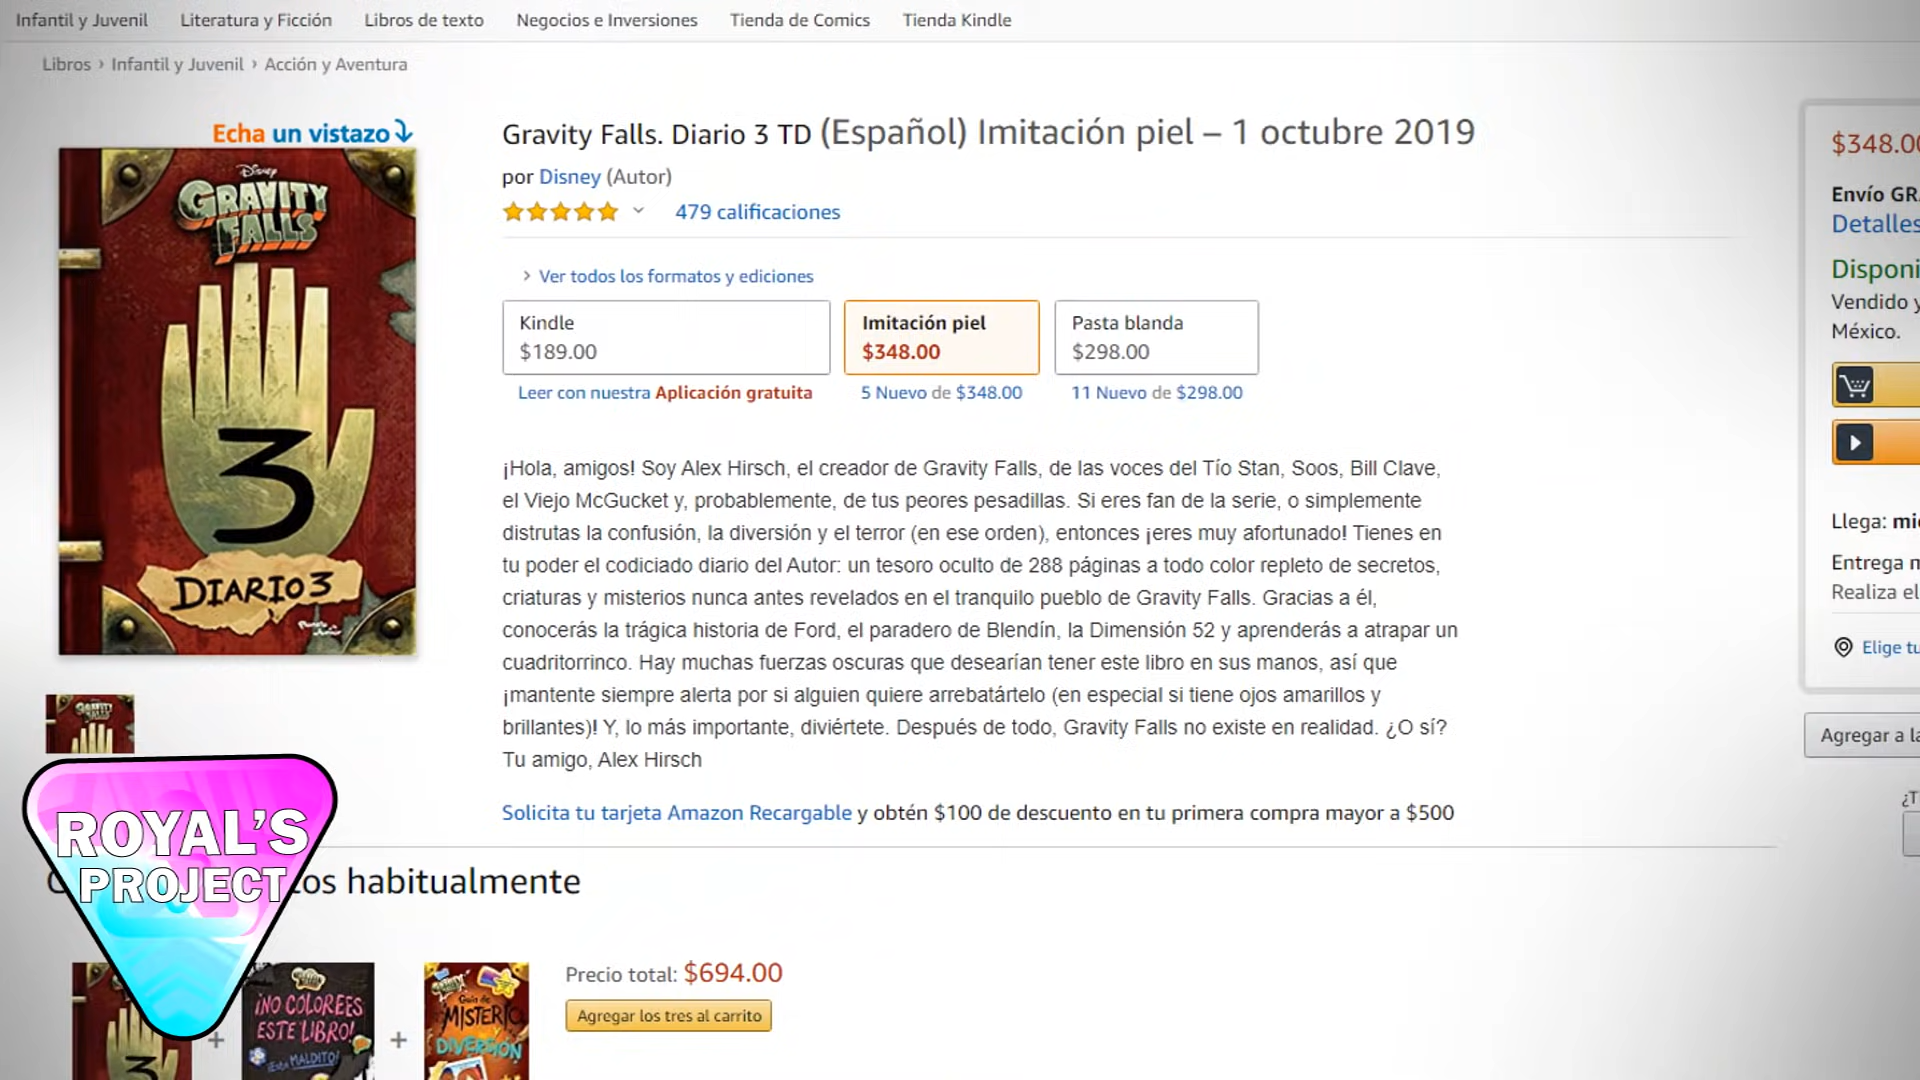 Infantil y Juvenil Literatura y Ficción Libros de texto Negocios e Inversiones Tienda de Comics Tienda Kindle
Libros › Infantil y Juvenil › Acción y Aventura
Echa un vistazo
Disney
GRAVITY
FALLS
3
DIARIO 3
Gravity Falls. Diario 3 TD (Español) Imitación piel – 1 octubre 2019
por Disney (Autor)
479 calificaciones
› Ver todos los formatos y ediciones
Kindle
$189.00
Leer con nuestra Aplicación gratuita
Imitación piel
$348.00
5 Nuevo de $348.00
Pasta blanda
$298.00
11 Nuevo de $298.00
¡Hola, amigos! Soy Alex Hirsch, el creador de Gravity Falls, de las voces del Tío Stan, Soos, Bill Clave,
el Viejo McGucket y, probablemente, de tus peores pesadillas. Si eres fan de la serie, o simplemente
distrutas la confusión, la diversión y el terror (en ese orden), entonces ¡eres muy afortunado! Tienes en
tu poder el codiciado diario del Autor: un tesoro oculto de 288 páginas a todo color repleto de secretos,
criaturas y misterios nunca antes revelados en el tranquilo pueblo de Gravity Falls. Gracias a él,
conocerás la trágica historia de Ford, el paradero de Blendín, la Dimensión 52 y aprenderás a atrapar un
cuadritorrinco. Hay muchas fuerzas oscuras que desearían tener este libro en sus manos, así que
¡mantente siempre alerta por si alguien quiere arrebatártelo (en especial si tiene ojos amarillos y
brillantes)! Y, lo más importante, diviértete. Después de todo, Gravity Falls no existe en realidad. ¿O sí?
Tu amigo, Alex Hirsch
Solicita tu tarjeta Amazon Recargable y obtén $100 de descuento en tu primera compra mayor a $500
$348.00
Envío GR
Detalles
Disponi
Vendido y
México.
Llega: mi
Entrega
Realiza el
Elige tu
Agregar a la
¿T
GRAVITY
FALLS
ROYAL'S
PROJECT
os habitualmente
3
+
¡NO COLOREES
ESTE LIBRO!
¡Está MALDITO!
+
Guía de
MISTERIO
Y
DIVERSIÓN
Precio total: $694.00
Agregar los tres al carrito